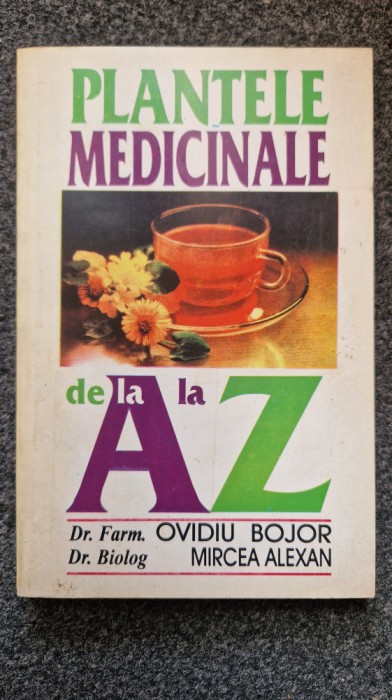 PLANTELE
MEDICINALE
de la A la Z
Dr. Farm. OVIDIU BOJOR
Dr. Biolog MIRCEA ALEXAN